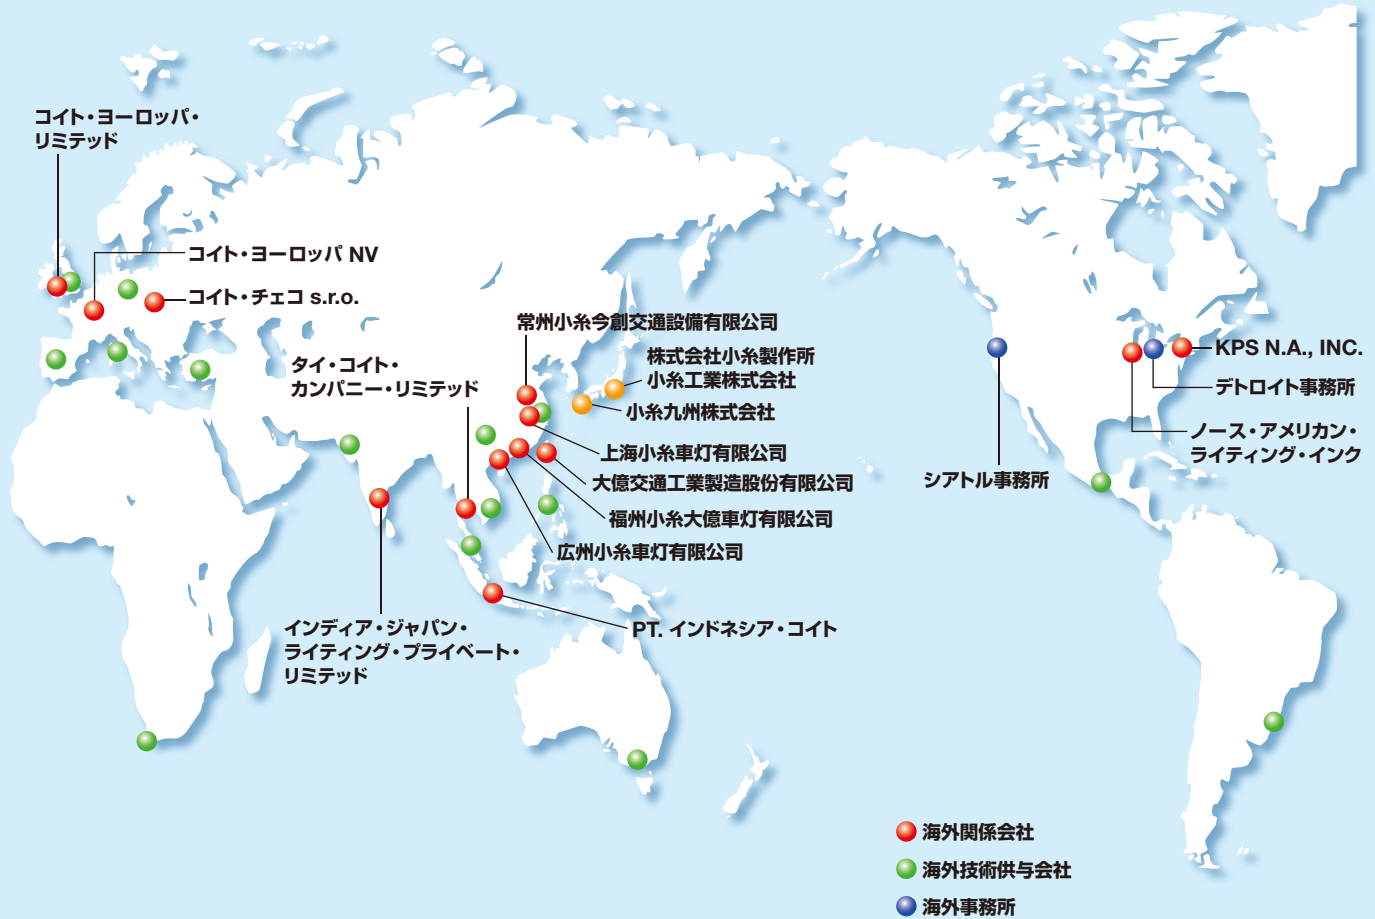 コイト・ヨーロッパ・
リミテッド
コイト・ヨーロッパ NV
コイト・チェコ s.r.o.
常州小糸今創交通設備有限公司
株式会社小糸製作所
小糸工業株式会社
小糸九州株式会社
タイ・コイト・
カンパニー・リミテッド
上海小糸車灯有限公司
大億交通工業製造股份有限公司
福州小糸大億車灯有限公司
広州小糸車灯有限公司
インディア・ジャパン・
ライティング・プライベート・
リミテッド
PT. インドネシア・コイト
KPS N.A., INC.
デトロイト事務所
ノース・アメリカン・
ライティング・インク
シアトル事務所
海外関係会社
海外技術供与会社
海外事務所